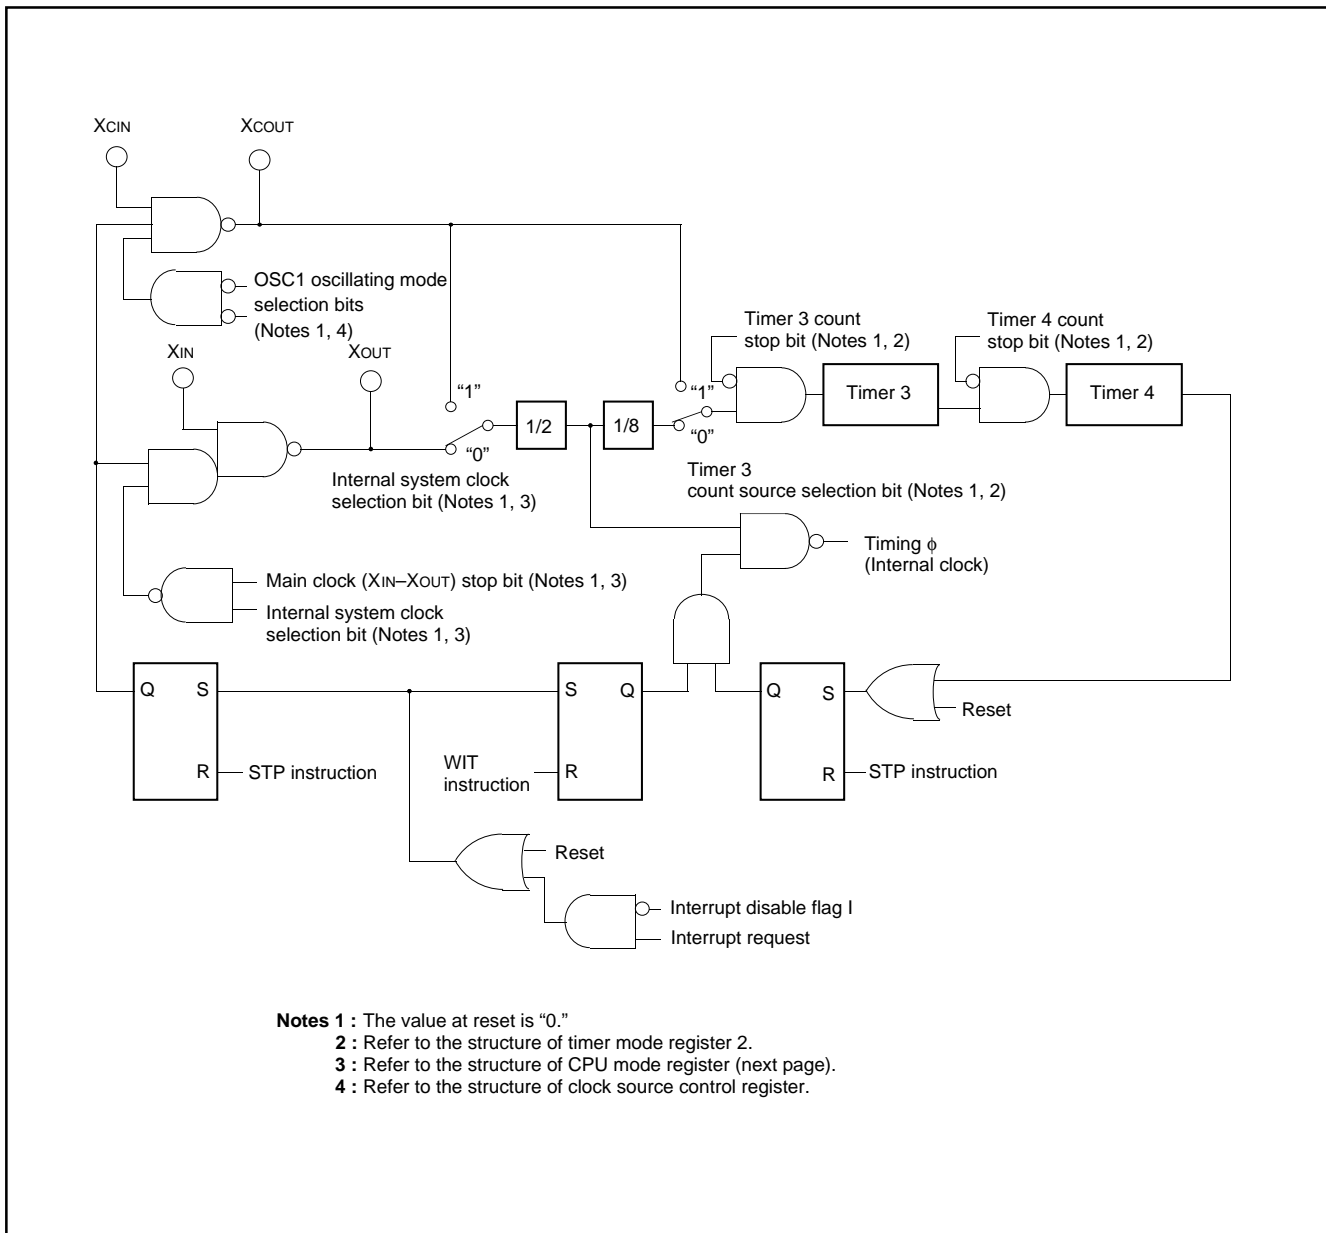 XCIN
XCOUT
OSC1 oscillating mode
selection bits
(Notes 1, 4)
XIN
XOUT
“1”
“0”
Internal system clock
selection bit (Notes 1, 3)
1/2
1/8
“1”
“0”
Timer 3 count
stop bit (Notes 1, 2)
Timer 3
Timer 4 count
stop bit (Notes 1, 2)
Timer 4
Timer 3
count source selection bit (Notes 1, 2)
Timing ϕ
(Internal clock)
Main clock (XIN–XOUT) stop bit (Notes 1, 3)
Internal system clock
selection bit (Notes 1, 3)
Q
S
R
STP instruction
S
Q
R
WIT
instruction
Q
S
R
Reset
STP instruction
Reset
Interrupt disable flag I
Interrupt request
Notes 1 : The value at reset is “0.”
2 : Refer to the structure of timer mode register 2.
3 : Refer to the structure of CPU mode register (next page).
4 : Refer to the structure of clock source control register.